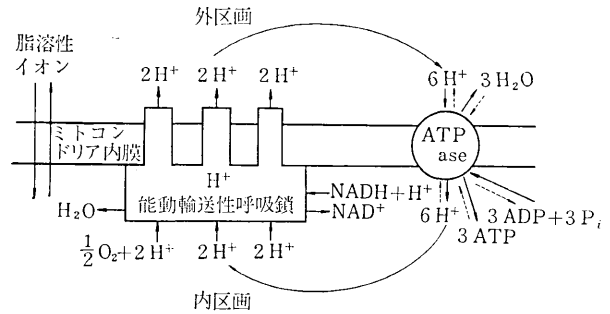 外区画
脂溶性
イオン
2H⁺ 2H⁺ 2H⁺
6H⁺
3H₂O
ミトコン
ドリア内膜
ATP
ase
H⁺
能動輸送性呼吸鎖
NADH+H⁺
NAD⁺
H₂O
6H⁺
3ADP+3Pᵢ
3ATP
½O₂+2H⁺ 2H⁺ 2H⁺
内区画